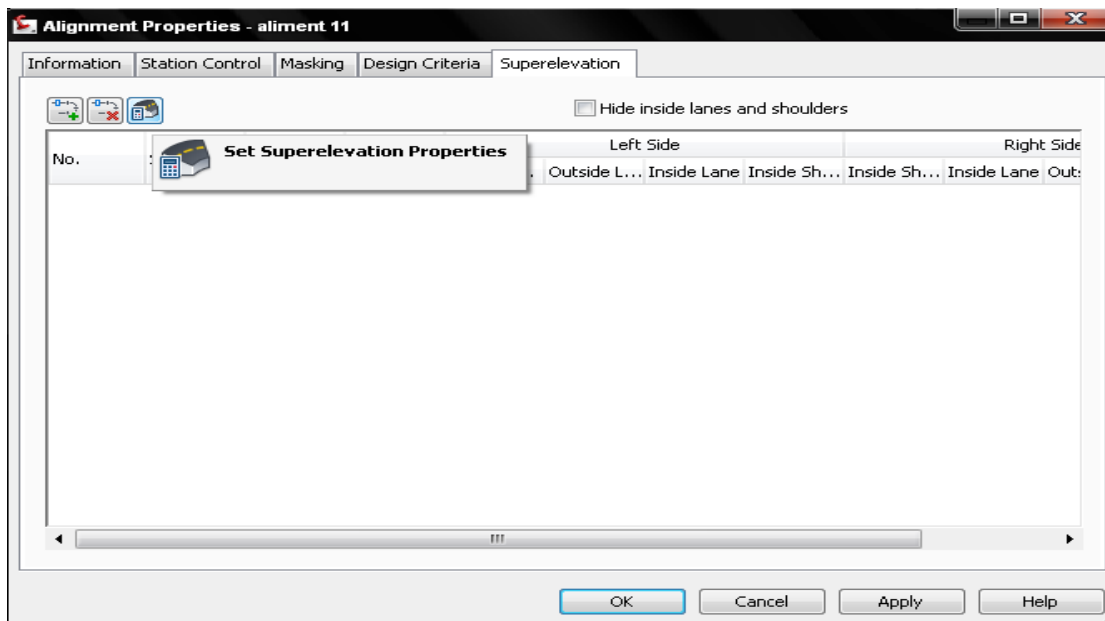 Alignment Properties - aliment 11
Information Station Control Masking Design Criteria Superelevation
Hide inside lanes and shoulders
Left Side Right Side
No. Set Superelevation Properties
Outside L... Inside Lane Inside Sh... Inside Sh... Inside Lane Out
OK Cancel Apply Help